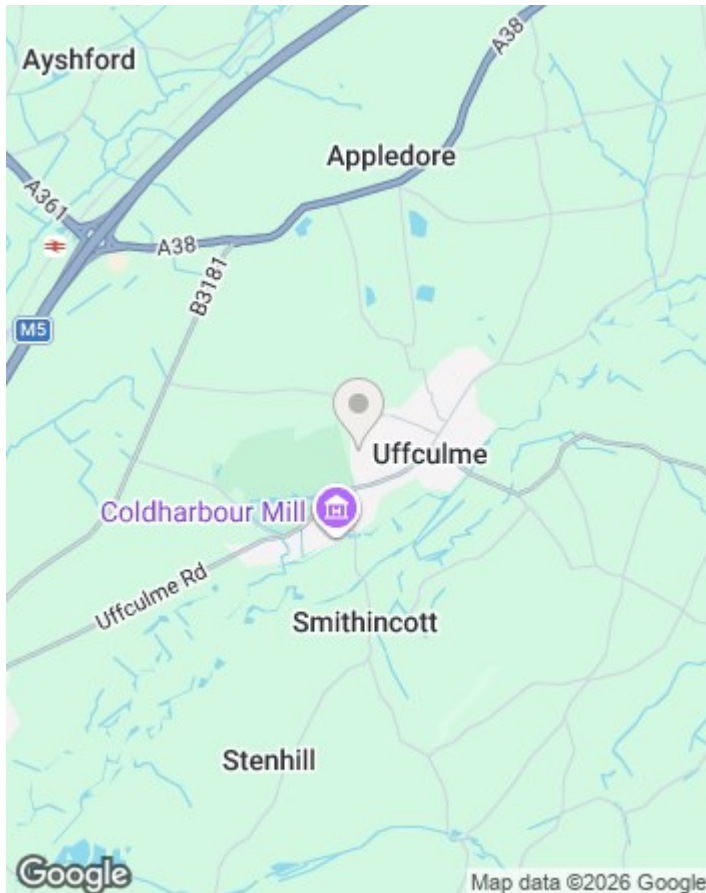 Ayshford
A38
Appledore
A361
A38
B3181
M5
Uffculme
Coldharbour Mill
Uffculme Rd
Smithincott
Stenhill
Google
Map data ©2026 Google